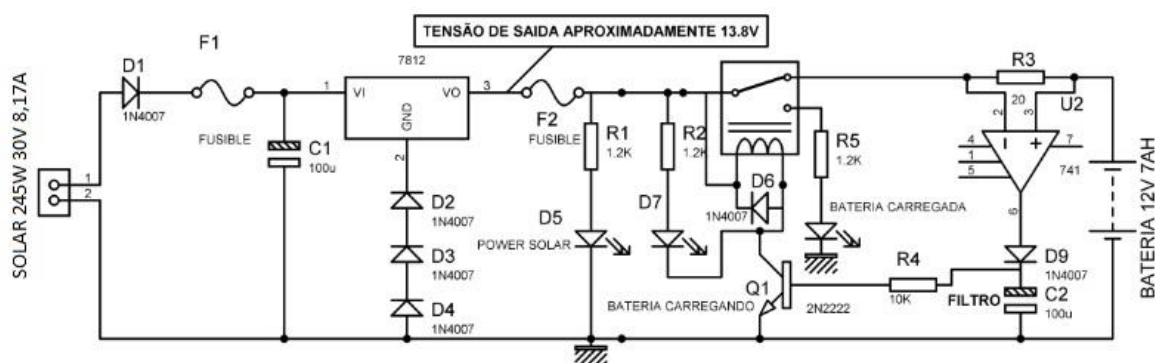 TENSÃO DE SAIDA APROXIMADAMENTE 13.8V
F1
D1
1N4007
FUSIBLE
7812
1
VI
VO
3
GND
2
F2
FUSIBLE
C1
100u
SOLAR 245W 30V 8,17A
1
2
D2
1N4007
D3
1N4007
D4
1N4007
R1
1.2K
D5
POWER SOLAR
R2
1.2K
D7
BATERIA CARREGANDO
D6
1N4007
R5
1.2K
BATERIA CARREGADA
Q1
2N2222
R4
10K
R3
20
U2
2
3
4
1
5
7
741
6
D9
1N4007
FILTRO
C2
100u
BATERIA 12V 7AH